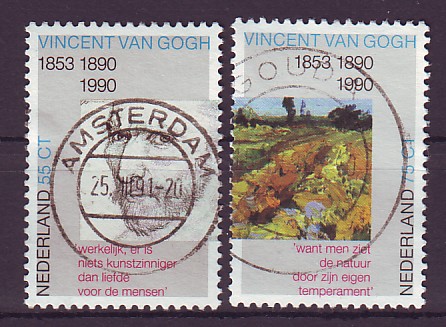 VINCENT VAN GOGH
1853 1890
1990
AMSTERDAM
NEDERLAND 55 CT
'werkelijk, er is
niets kunstzinniger
dan liefde
voor de mensen'
VINCENT VAN GOGH
1853 1890
1990
GOUD
NEDERLAND 75 CT
'want men ziet
de natuur
door zijn eigen
temperament'